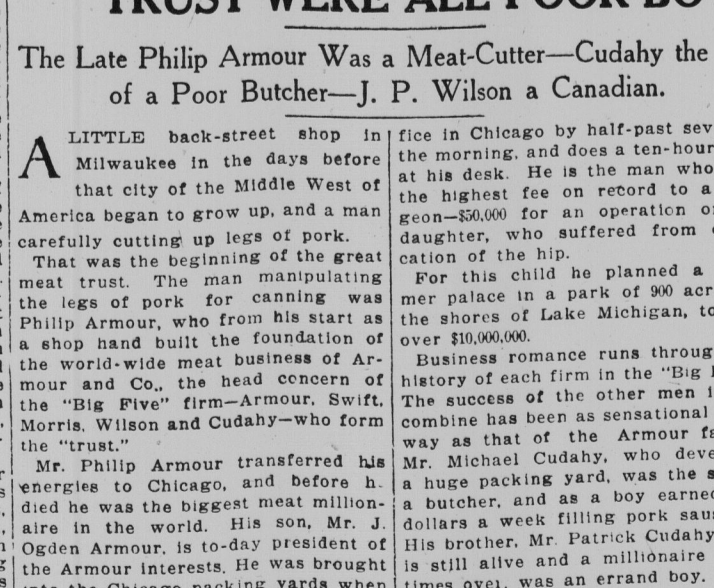 TRUST WERE ALL POOR BO
The Late Philip Armour Was a Meat-Cutter—Cudahy the
of a Poor Butcher—J. P. Wilson a Canadian.
A LITTLE back-street shop in
Milwaukee in the days before
that city of the Middle West of
America began to grow up, and a man
carefully cutting up legs of pork.
That was the beginning of the great
meat trust. The man manipulating
the legs of pork for canning was
Philip Armour, who from his start as
a shop hand built the foundation of
the world-wide meat business of Ar-
mour and Co., the head concern of
the "Big Five" firm—Armour, Swift,
Morris, Wilson and Cudahy—who form
the "trust."
Mr. Philip Armour transferred his
energies to Chicago, and before h
died he was the biggest meat million-
aire in the world. His son, Mr. J.
Ogden Armour, is to-day president of
the Armour interests. He was brought
into the Chicago packing yards when
fice in Chicago by half-past sev
the morning, and does a ten-hour
at his desk. He is the man who
the highest fee on record to a
geon—$50,000 for an operation o
daughter, who suffered from
cation of the hip.
For this child he planned a
mer palace in a park of 900 acr
the shores of Lake Michigan, to
over $10,000,000.
Business romance runs throug
history of each firm in the "Big
The success of the other men i
combine has been as sensational
way as that of the Armour fa
Mr. Michael Cudahy, who deve
a huge packing yard, was the s
a butcher, and as a boy earned
dollars a week filling pork sau
His brother, Mr. Patrick Cudahy
is still alive and a millionaire
times over, was an errand boy.